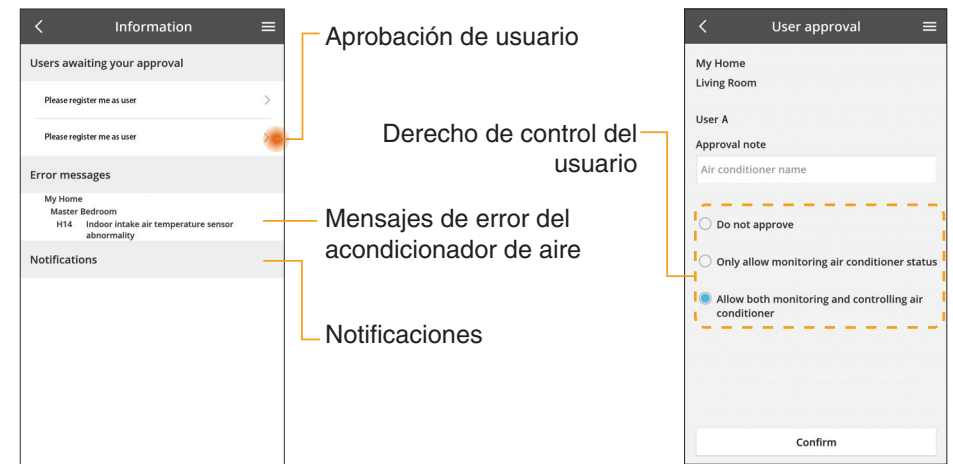 Information
Users awaiting your approval
Please register me as user
Please register me as user
Error messages
My Home
Master Bedroom
H14 Indoor intake air temperature sensor
abnormality
Notifications
Aprobación de usuario
Derecho de control del
usuario
Mensajes de error del
acondicionador de aire
Notificaciones
User approval
My Home
Living Room
User A
Approval note
Air conditioner name
Do not approve
Only allow monitoring air conditioner status
Allow both monitoring and controlling air
conditioner
Confirm